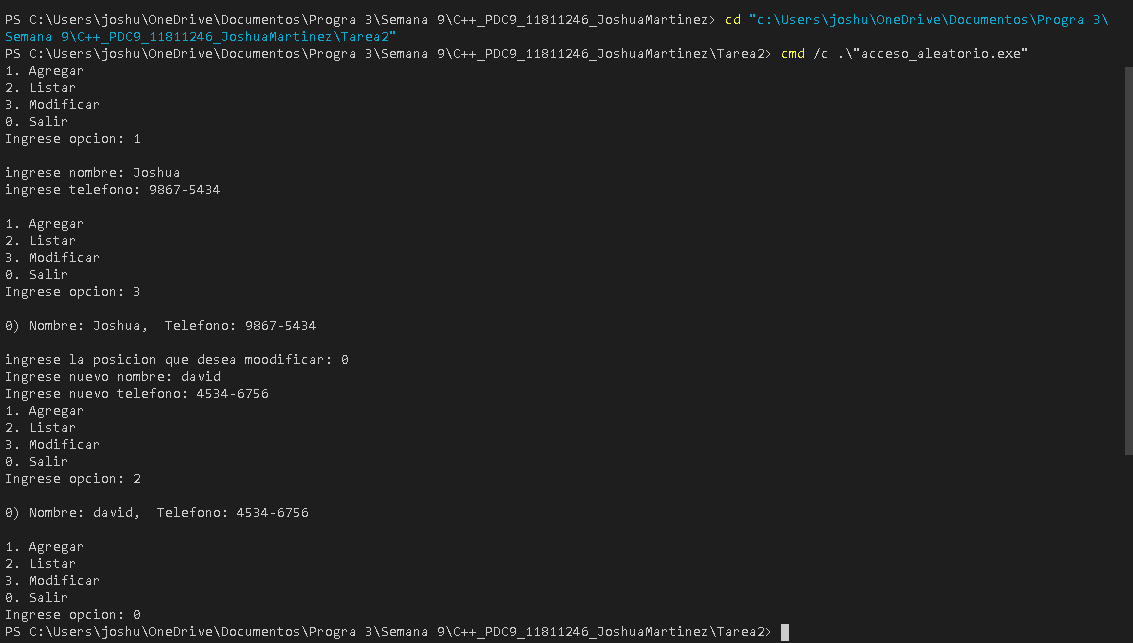 PS C:\Users\joshu\OneDrive\Documentos\Progra 3\Semana 9\C++_PDC9_11811246_JoshuaMartinez> cd "c:\Users\joshu\OneDrive\Documentos\Progra 3\
Semana 9\C++_PDC9_11811246_JoshuaMartinez\Tarea2"
PS C:\Users\joshu\OneDrive\Documentos\Progra 3\Semana 9\C++_PDC9_11811246_JoshuaMartinez\Tarea2> cmd /c .\"acceso_aleatorio.exe"
1. Agregar
2. Listar
3. Modificar
0. Salir
Ingrese opcion: 1
ingrese nombre: Joshua
ingrese telefono: 9867-5434
1. Agregar
2. Listar
3. Modificar
0. Salir
Ingrese opcion: 3
0) Nombre: Joshua,  Telefono: 9867-5434
ingrese la posicion que desea moodificar: 0
Ingrese nuevo nombre: david
Ingrese nuevo telefono: 4534-6756
1. Agregar
2. Listar
3. Modificar
0. Salir
Ingrese opcion: 2
0) Nombre: david,  Telefono: 4534-6756
1. Agregar
2. Listar
3. Modificar
0. Salir
Ingrese opcion: 0
PS C:\Users\joshu\OneDrive\Documentos\Progra 3\Semana 9\C++_PDC9_11811246_JoshuaMartinez\Tarea2>